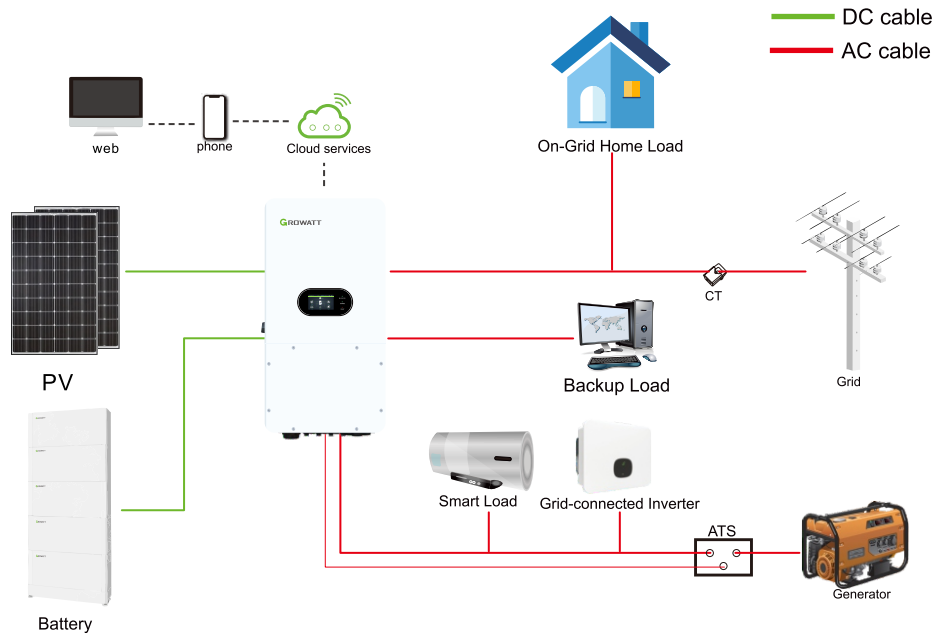 DC cable
AC cable
web
phone
Cloud services
On-Grid Home Load
GROWATT
CT
PV
Backup Load
Grid
Smart Load
Grid-connected Inverter
ATS
Generator
Battery